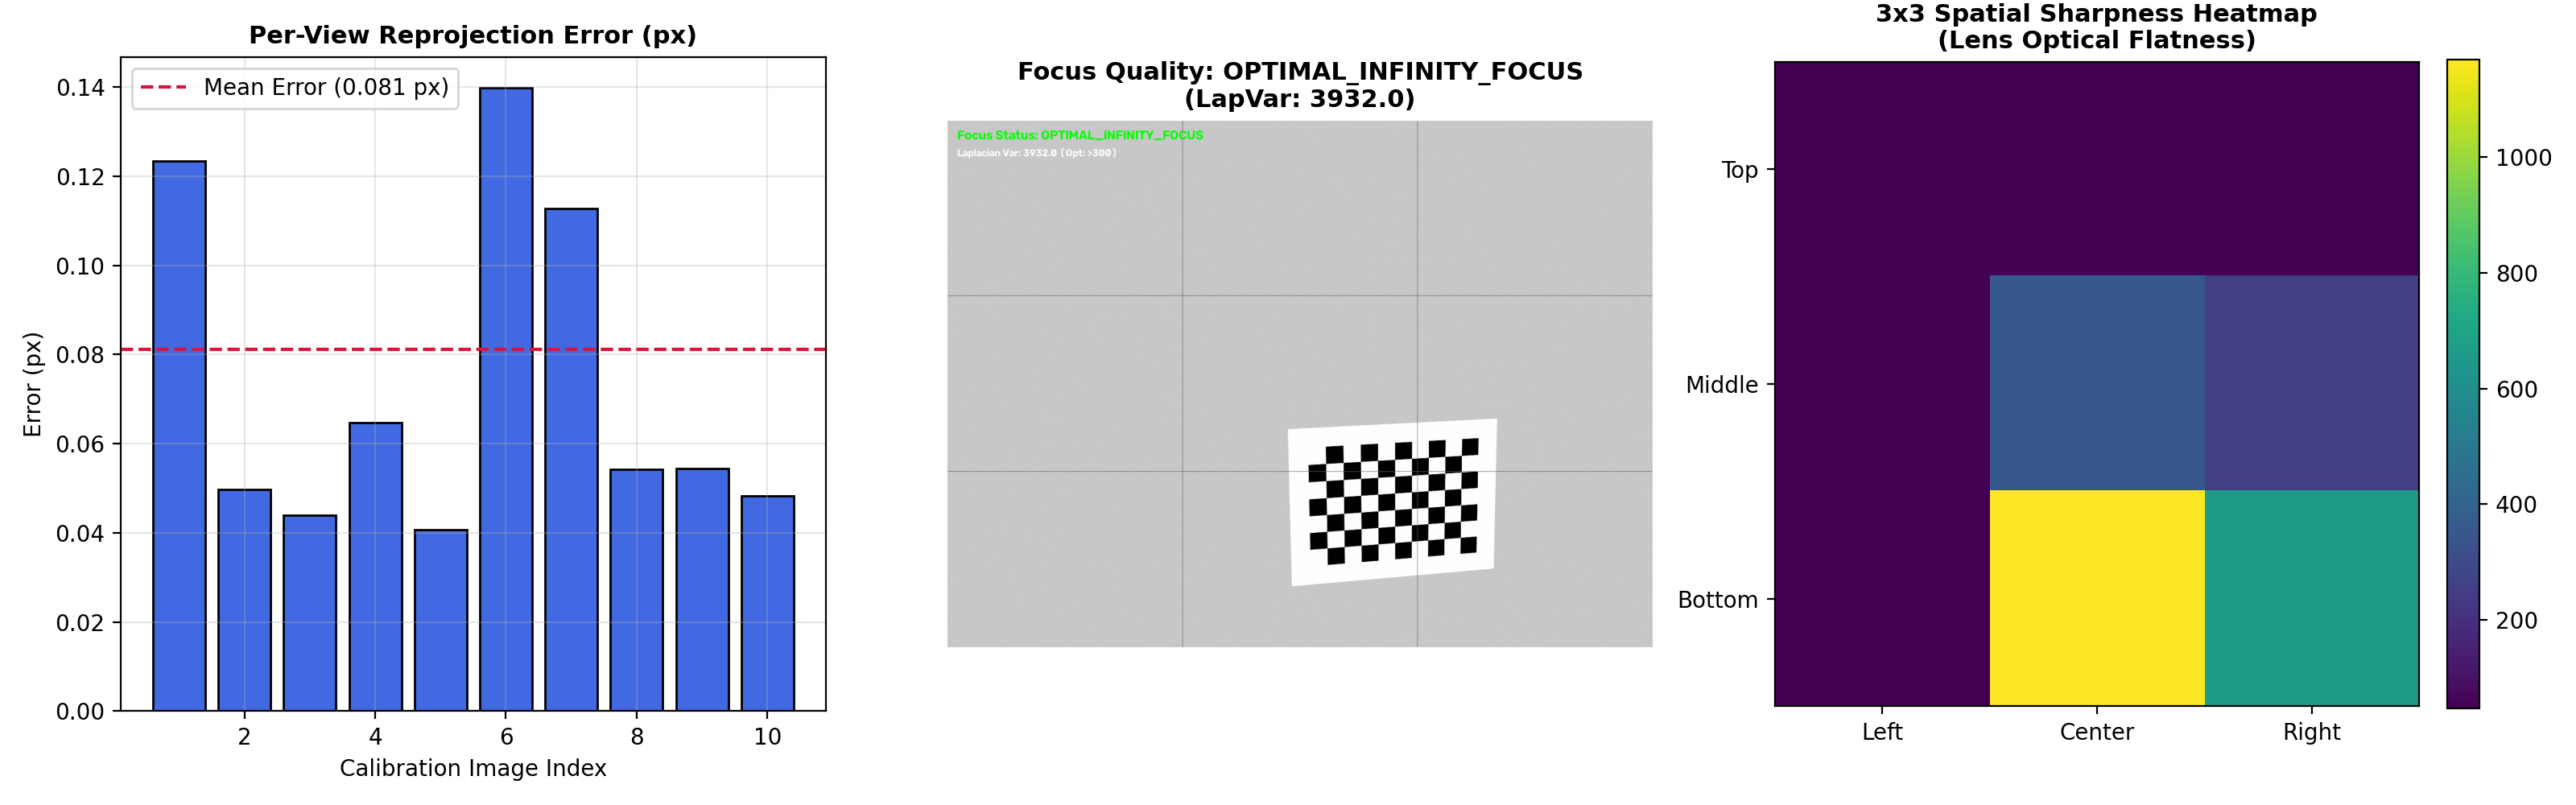 Per-View Reprojection Error (px)
Mean Error (0.081 px)
0.14
0.12
0.10
0.08
0.06
0.04
0.02
0.00
Error (px)
2 4 6 8 10
Calibration Image Index
Focus Quality: OPTIMAL_INFINITY_FOCUS
(LapVar: 3932.0)
Focus Status: OPTIMAL_INFINITY_FOCUS
Laplacian Var: 3932.0 (Opt: >300)
3x3 Spatial Sharpness Heatmap
(Lens Optical Flatness)
Top
Middle
Bottom
Left Center Right
1000
800
600
400
200